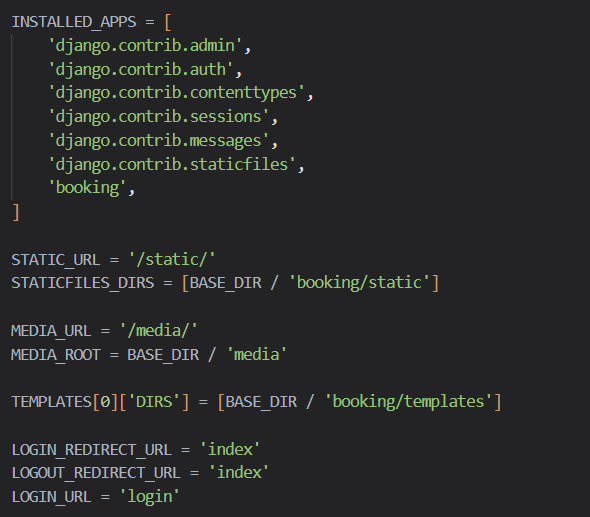 INSTALLED_APPS = [
    'django.contrib.admin',
    'django.contrib.auth',
    'django.contrib.contenttypes',
    'django.contrib.sessions',
    'django.contrib.messages',
    'django.contrib.staticfiles',
    'booking',
]

STATIC_URL = '/static/'
STATICFILES_DIRS = [BASE_DIR / 'booking/static']

MEDIA_URL = '/media/'
MEDIA_ROOT = BASE_DIR / 'media'

TEMPLATES[0]['DIRS'] = [BASE_DIR / 'booking/templates']

LOGIN_REDIRECT_URL = 'index'
LOGOUT_REDIRECT_URL = 'index'
LOGIN_URL = 'login'